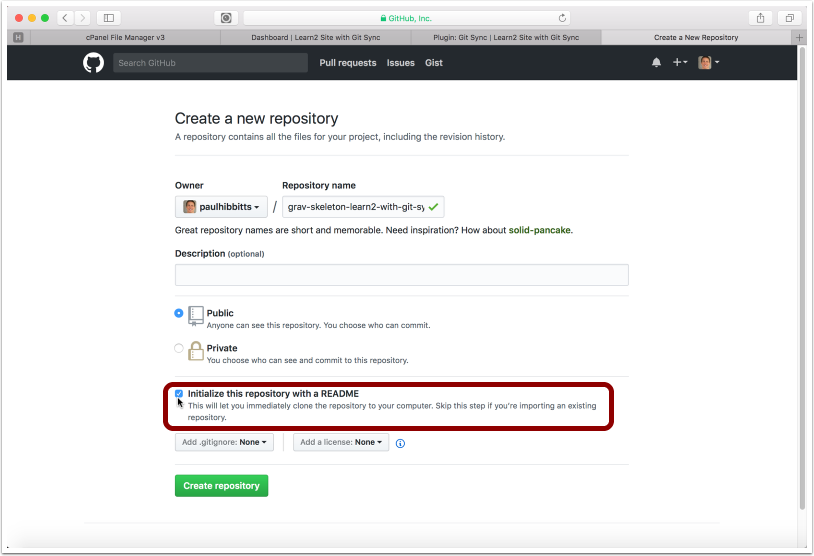 GitHub, Inc.
H
cPanel File Manager v3
Dashboard | Learn2 Site with Git Sync
Plugin: Git Sync | Learn2 Site with Git Sync
Create a New Repository
Search GitHub
Pull requests
Issues
Gist
Create a new repository
A repository contains all the files for your project, including the revision history.
Owner
Repository name
paulhibbitts
/
grav-skeleton-learn2-with-git-sy
Great repository names are short and memorable. Need inspiration? How about solid-pancake.
Description (optional)
Public
Anyone can see this repository. You choose who can commit.
Private
You choose who can see and commit to this repository.
Initialize this repository with a README
This will let you immediately clone the repository to your computer. Skip this step if you're importing an existing
repository.
Add .gitignore: None
Add a license: None
Create repository